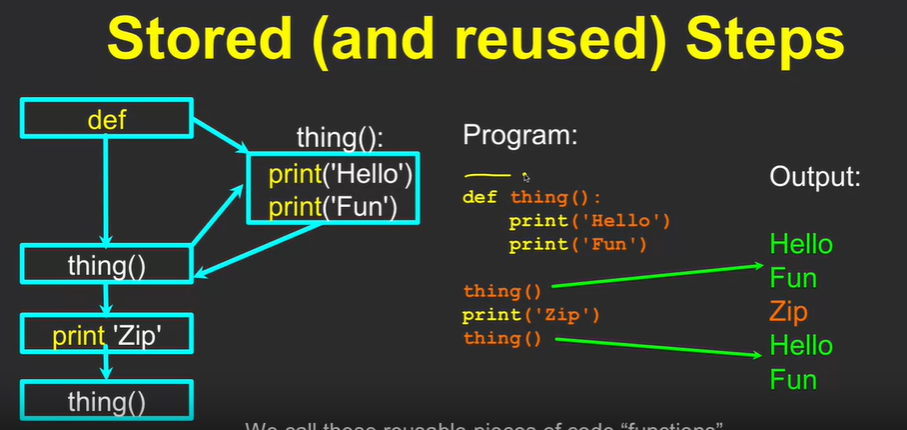 Stored (and reused) Steps
def
thing():
print('Hello')
print('Fun')
thing()
print 'Zip'
thing()
Program:
def thing():
print('Hello')
print('Fun')
thing()
print('Zip')
thing()
Output:
Hello
Fun
Zip
Hello
Fun
We call these reusable pieces of code “functions”